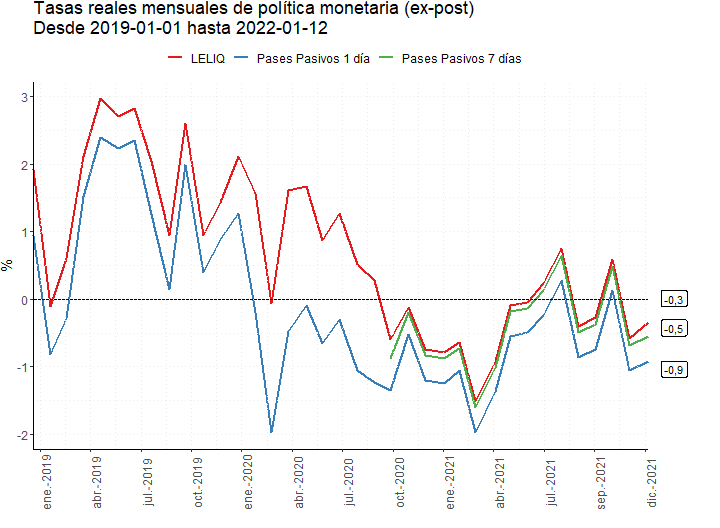 Tasas reales mensuales de política monetaria (ex-post)
Desde 2019-01-01 hasta 2022-01-12
LELIQ Pases Pasivos 1 día Pases Pasivos 7 días
%
3
2
1
0
-1
-2
-0,3
-0,5
-0,9
ene.-2019
abr.-2019
jul.-2019
oct.-2019
ene.-2020
abr.-2020
jul.-2020
oct.-2020
ene.-2021
abr.-2021
jul.-2021
sep.-2021
dic.-2021